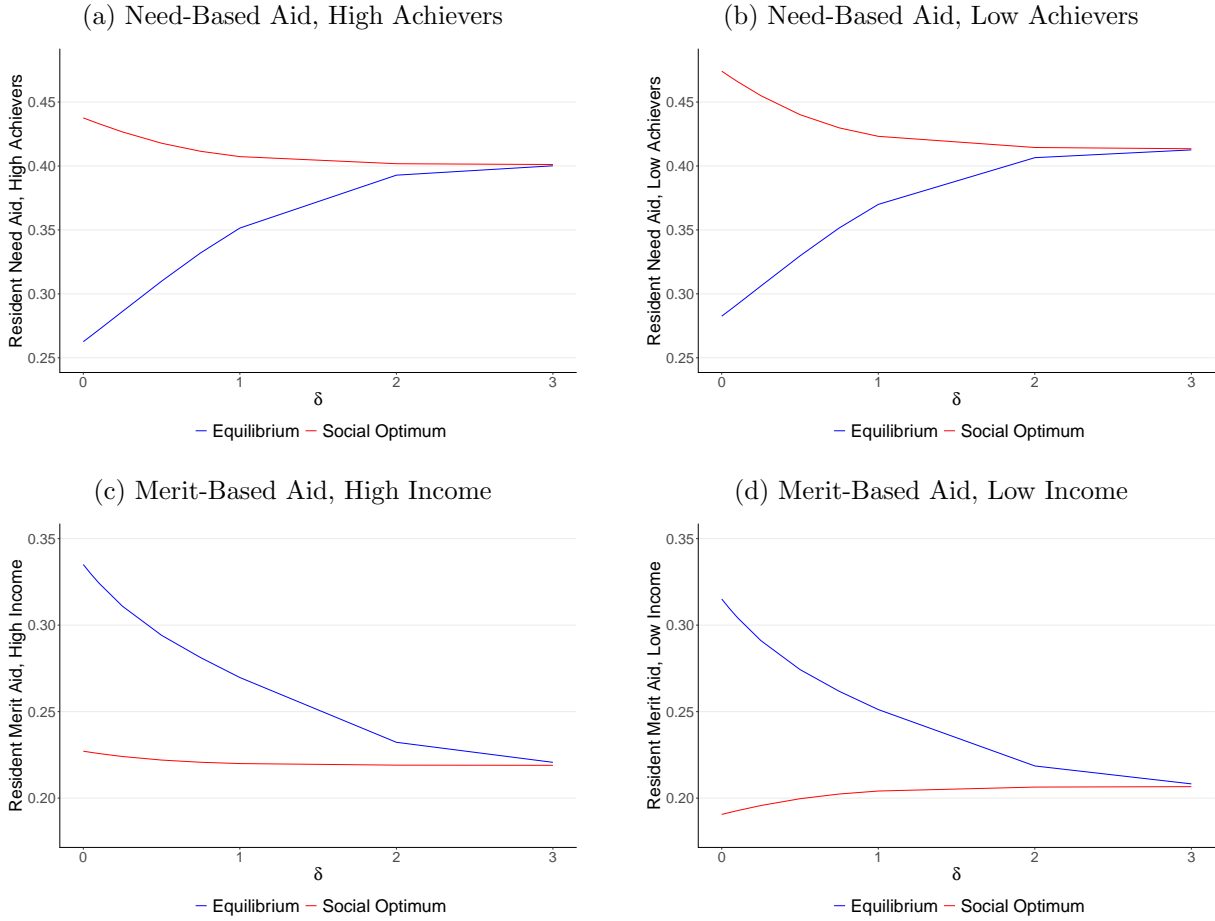 (a) Need-Based Aid, High Achievers
Resident Need Aid, High Achievers
0.45
0.40
0.35
0.30
0.25
0 1 2 3
δ
Equilibrium Social Optimum
(b) Need-Based Aid, Low Achievers
Resident Need Aid, Low Achievers
0.45
0.40
0.35
0.30
0.25
0 1 2 3
δ
Equilibrium Social Optimum
(c) Merit-Based Aid, High Income
Resident Merit Aid, High Income
0.35
0.30
0.25
0.20
0 1 2 3
δ
Equilibrium Social Optimum
(d) Merit-Based Aid, Low Income
Resident Merit Aid, Low Income
0.35
0.30
0.25
0.20
0 1 2 3
δ
Equilibrium Social Optimum